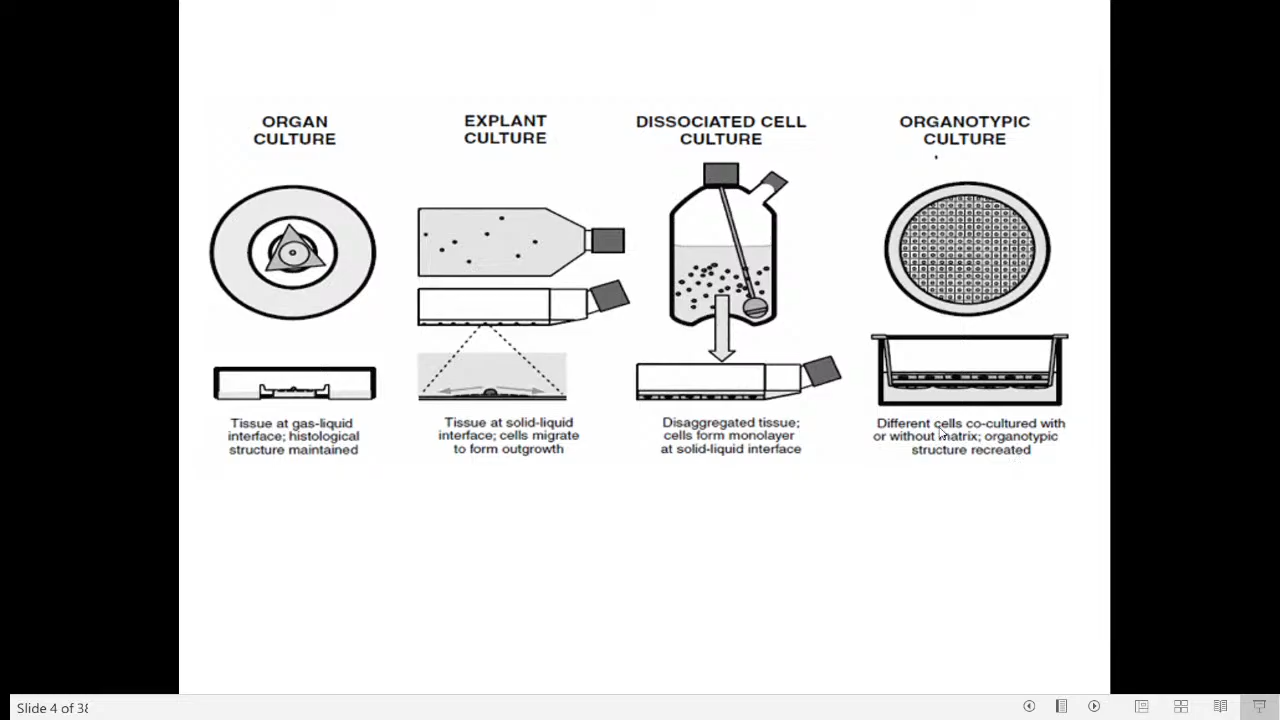 ORGAN
CULTURE
EXPLANT
CULTURE
DISSOCIATED CELL
CULTURE
ORGANOTYPIC
CULTURE
Tissue at gas-liquid
interface; histological
structure maintained
Tissue at solid-liquid
interface; cells migrate
to form outgrowth
Disaggregated tissue;
cells form monolayer
at solid-liquid interface
Different cells co-cultured with
or without matrix; organotypic
structure recreated
Slide 4 of 38